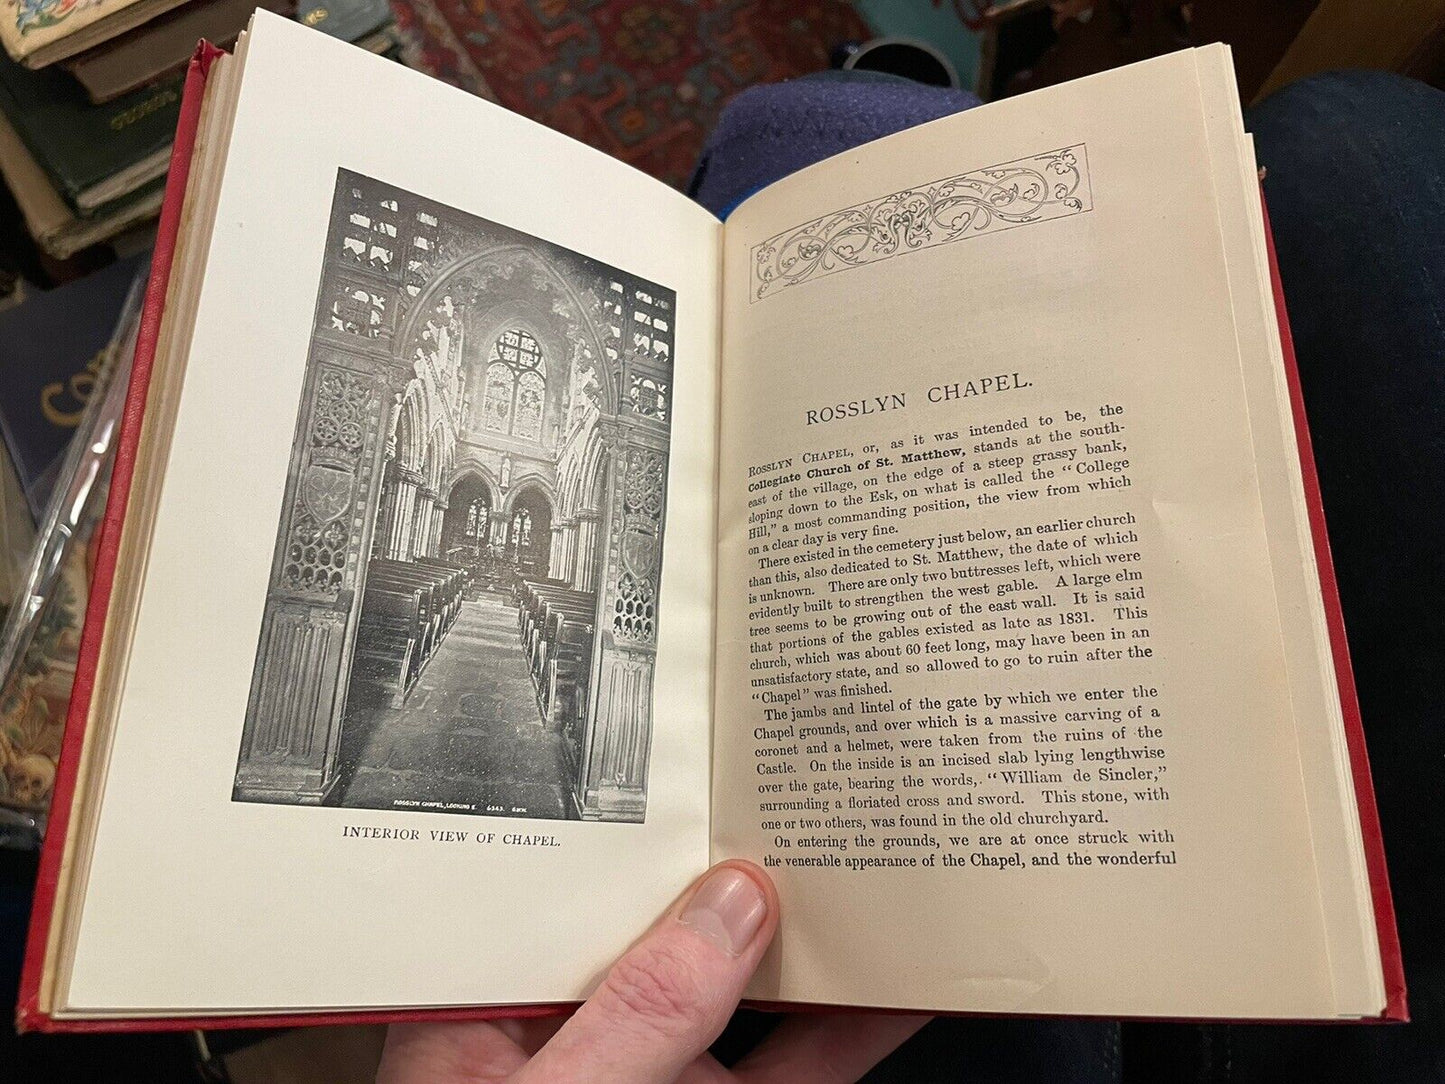 ROSSLYN CHAPEL, LOOKING E. 6343. G.W.W.
INTERIOR VIEW OF CHAPEL.
ROSSLYN CHAPEL.
ROSSLYN CHAPEL, or, as it was intended to be, the
Collegiate Church of St. Matthew, stands at the south-
east of the village, on the edge of a steep grassy bank,
sloping down to the Esk, on what is called the "College
Hill," a most commanding position, the view from which
on a clear day is very fine.
There existed in the cemetery just below, an earlier church
than this, also dedicated to St. Matthew, the date of which
is unknown. There are only two buttresses left, which were
evidently built to strengthen the west gable. A large elm
tree seems to be growing out of the east wall. It is said
that portions of the gables existed as late as 1831. This
church, which was about 60 feet long, may have been in an
unsatisfactory state, and so allowed to go to ruin after the
"Chapel" was finished.
The jambs and lintel of the gate by which we enter the
Chapel grounds, and over which is a massive carving of a
coronet and a helmet, were taken from the ruins of the
Castle. On the inside is an incised slab lying lengthwise
over the gate, bearing the words, "William de Sincler,"
surrounding a floriated cross and sword. This stone, with
one or two others, was found in the old churchyard.
On entering the grounds, we are at once struck with
the venerable appearance of the Chapel, and the wonderful